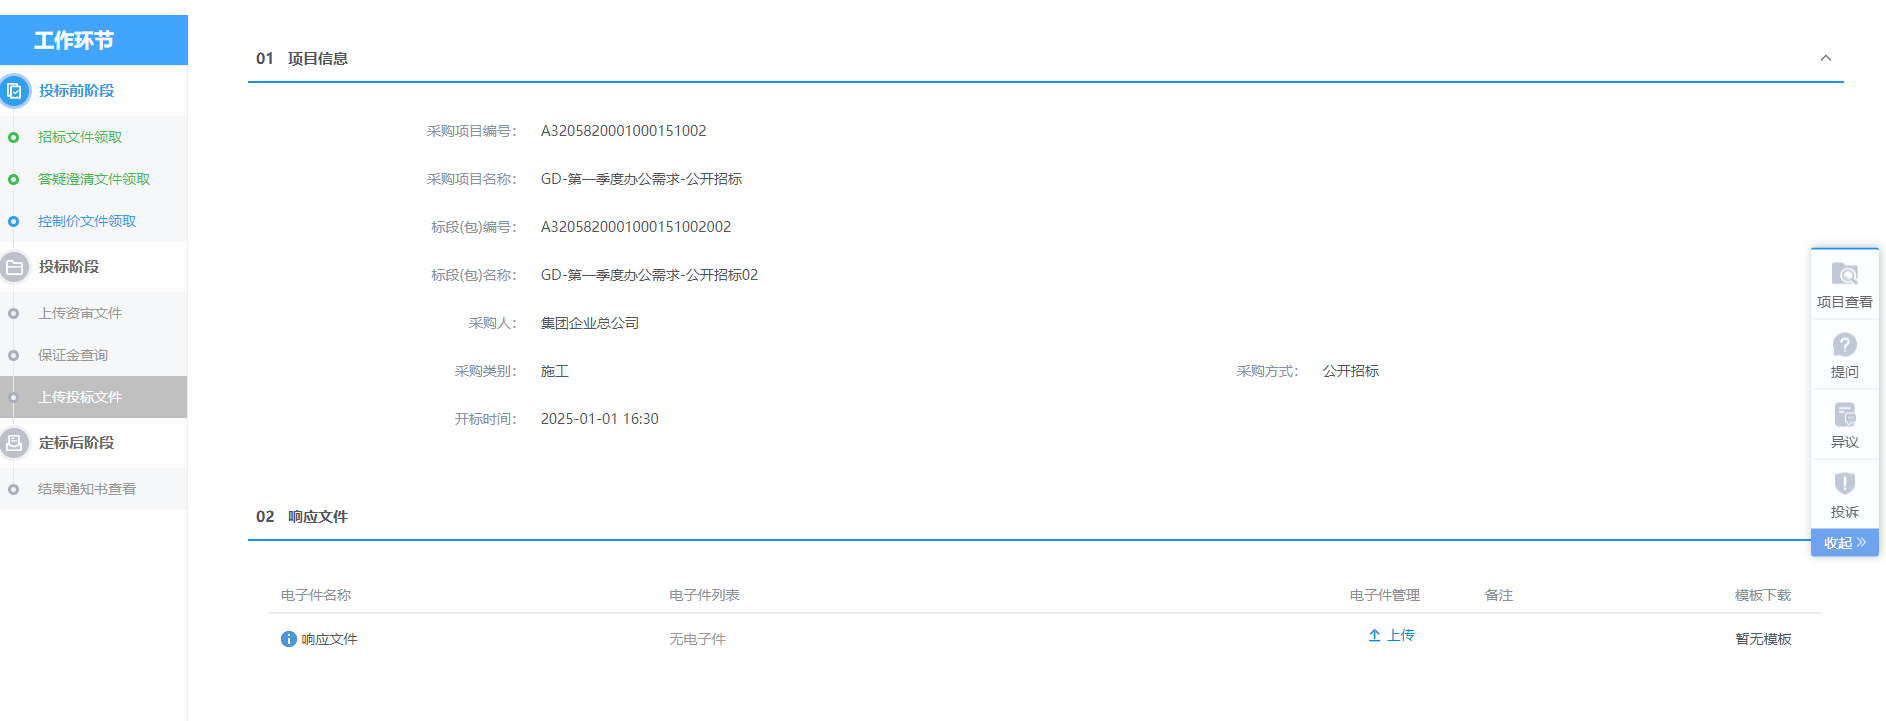 工作环节
投标前阶段
招标文件领取
答疑澄清文件领取
控制价文件领取
投标阶段
上传资审文件
保证金查询
上传投标文件
定标后阶段
结果通知书查看
01 项目信息
采购项目编号： A3205820001000151002
采购项目名称： GD-第一季度办公需求-公开招标
标段(包)编号： A3205820001000151002002
标段(包)名称： GD-第一季度办公需求-公开招标02
采购人： 集团企业总公司
采购类别： 施工 采购方式： 公开招标
开标时间： 2025-01-01 16:30
02 响应文件
电子件名称 电子件列表 电子件管理 备注 模板下载
响应文件 无电子件 上传 暂无模板
项目查看
提问
异议
投诉
收起